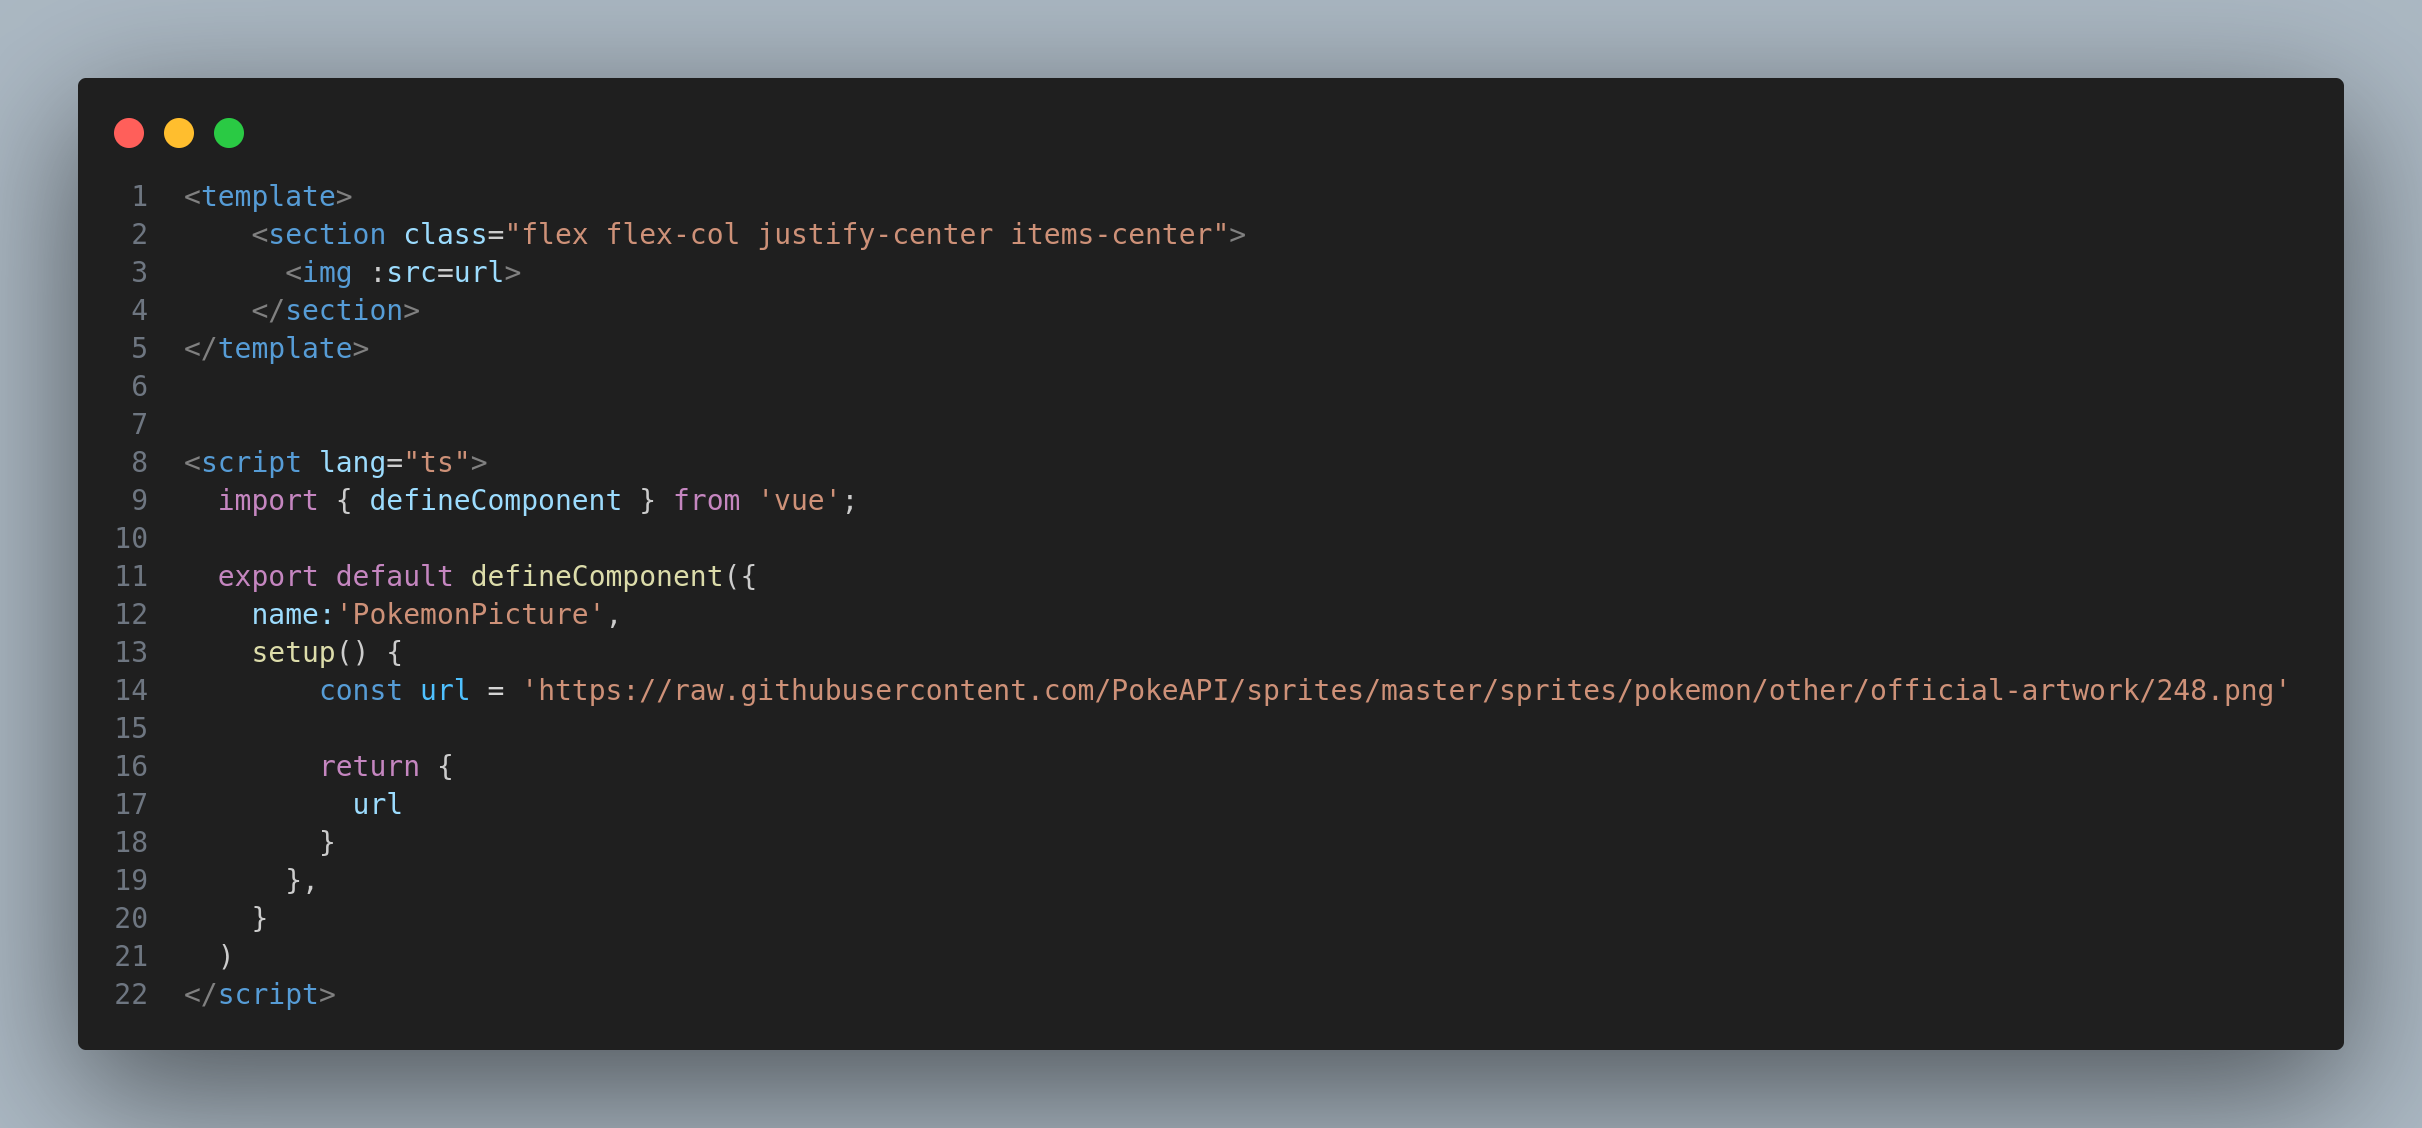 1 <template>
2     <section class="flex flex-col justify-center items-center">
3       <img :src=url>
4     </section>
5 </template>
6
7
8 <script lang="ts">
9   import { defineComponent } from 'vue';
10
11   export default defineComponent({
12     name:'PokemonPicture',
13     setup() {
14         const url = 'https://raw.githubusercontent.com/PokeAPI/sprites/master/sprites/pokemon/other/official-artwork/248.png'
15
16         return {
17           url
18         }
19       },
20     }
21   )
22 </script>